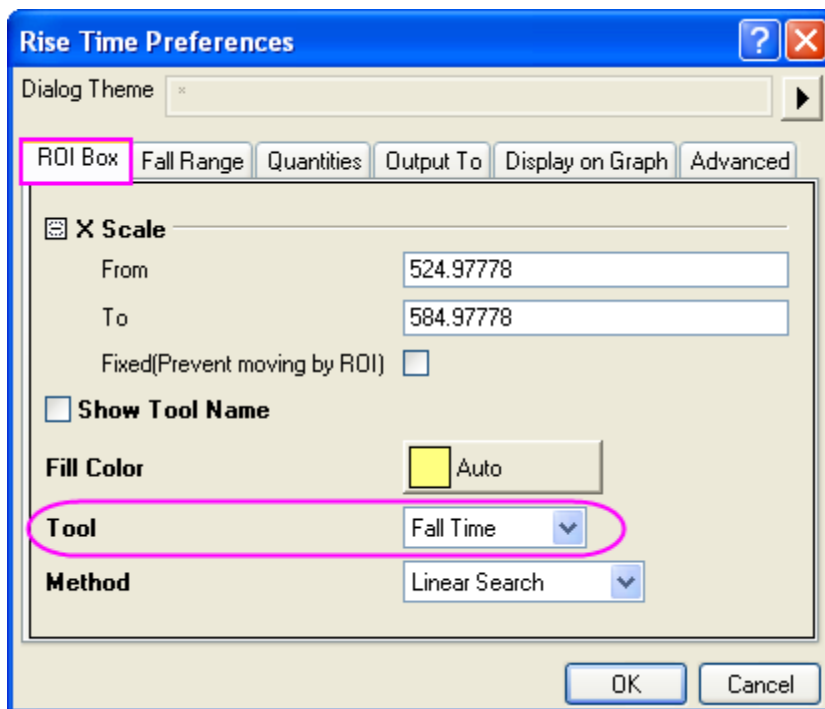 Rise Time Preferences
Dialog Theme *
ROI Box Fall Range Quantities Output To Display on Graph Advanced
X Scale
From 524.97778
To 584.97778
Fixed(Prevent moving by ROI)
Show Tool Name
Fill Color Auto
Tool Fall Time
Method Linear Search
OK Cancel